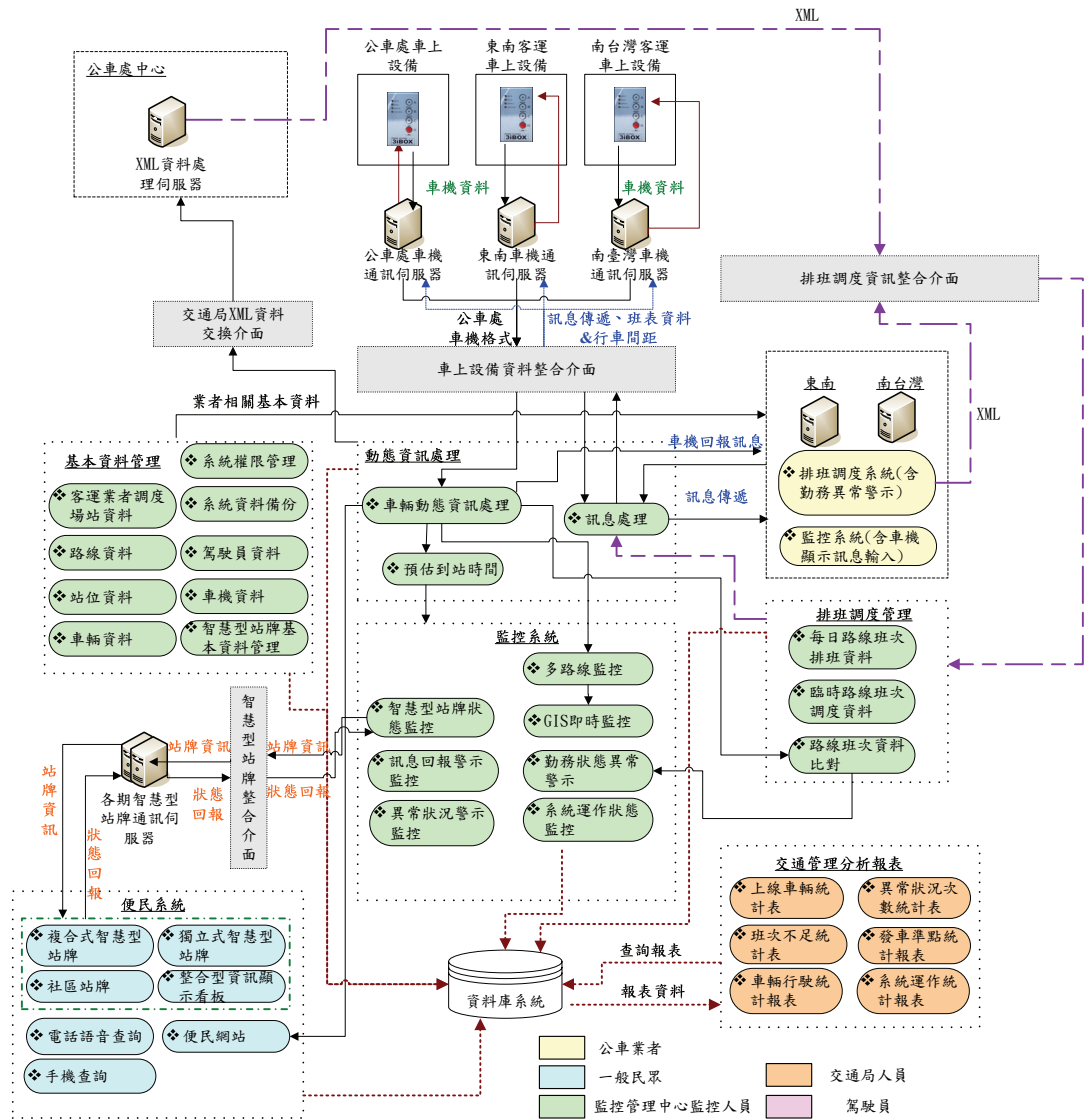 XML
公車處中心
XML資料處
理伺服器
公車處車上
設備
東南客運
車上設備
南台灣客運
車上設備
3iBOX
3iBOX
3iBOX
車機資料
車機資料
公車處車機
通訊伺服器
東南車機通
訊伺服器
南臺灣車機
通訊伺服器
排班調度資訊整合介面
交通局XML資料
交換介面
公車處
車機格式
訊息傳遞、班表資料
&行車間距
車上設備資料整合介面
業者相關基本資料
東南
南台灣
XML
車機回報訊息
排班調度系統(含
勤務異常警示)
訊息傳遞
監控系統(含車機
顯示訊息輸入)
基本資料管理
系統權限管理
客運業者調度
場站資料
系統資料備份
路線資料
駕駛員資料
站位資料
車機資料
車輛資料
智慧型站牌基
本資料管理
動態資訊處理
車輛動態資訊處理
訊息處理
預估到站時間
排班調度管理
每日路線班次
排班資料
臨時路線班次
調度資料
路線班次資料
比對
監控系統
多路線監控
智慧型站牌狀
態監控
GIS即時監控
訊息回報警示
監控
勤務狀態異常
警示
異常狀況警示
監控
系統運作狀態
監控
智慧型站牌整合介面
站牌資訊
站牌資訊
狀態
回報
狀態回報
站牌資訊
狀態回報
各期智慧型
站牌通訊伺
服器
便民系統
複合式智慧型
站牌
獨立式智慧型
站牌
社區站牌
整合型資訊顯
示看板
電話語音查詢
便民網站
手機查詢
交通管理分析報表
上線車輛統
計表
異常狀況次
數統計表
班次不足統
計表
發車準點統
計報表
車輛行駛統
計報表
系統運作統
計報表
查詢報表
報表資料
資料庫系統
公車業者
一般民眾
監控管理中心監控人員
交通局人員
駕駛員